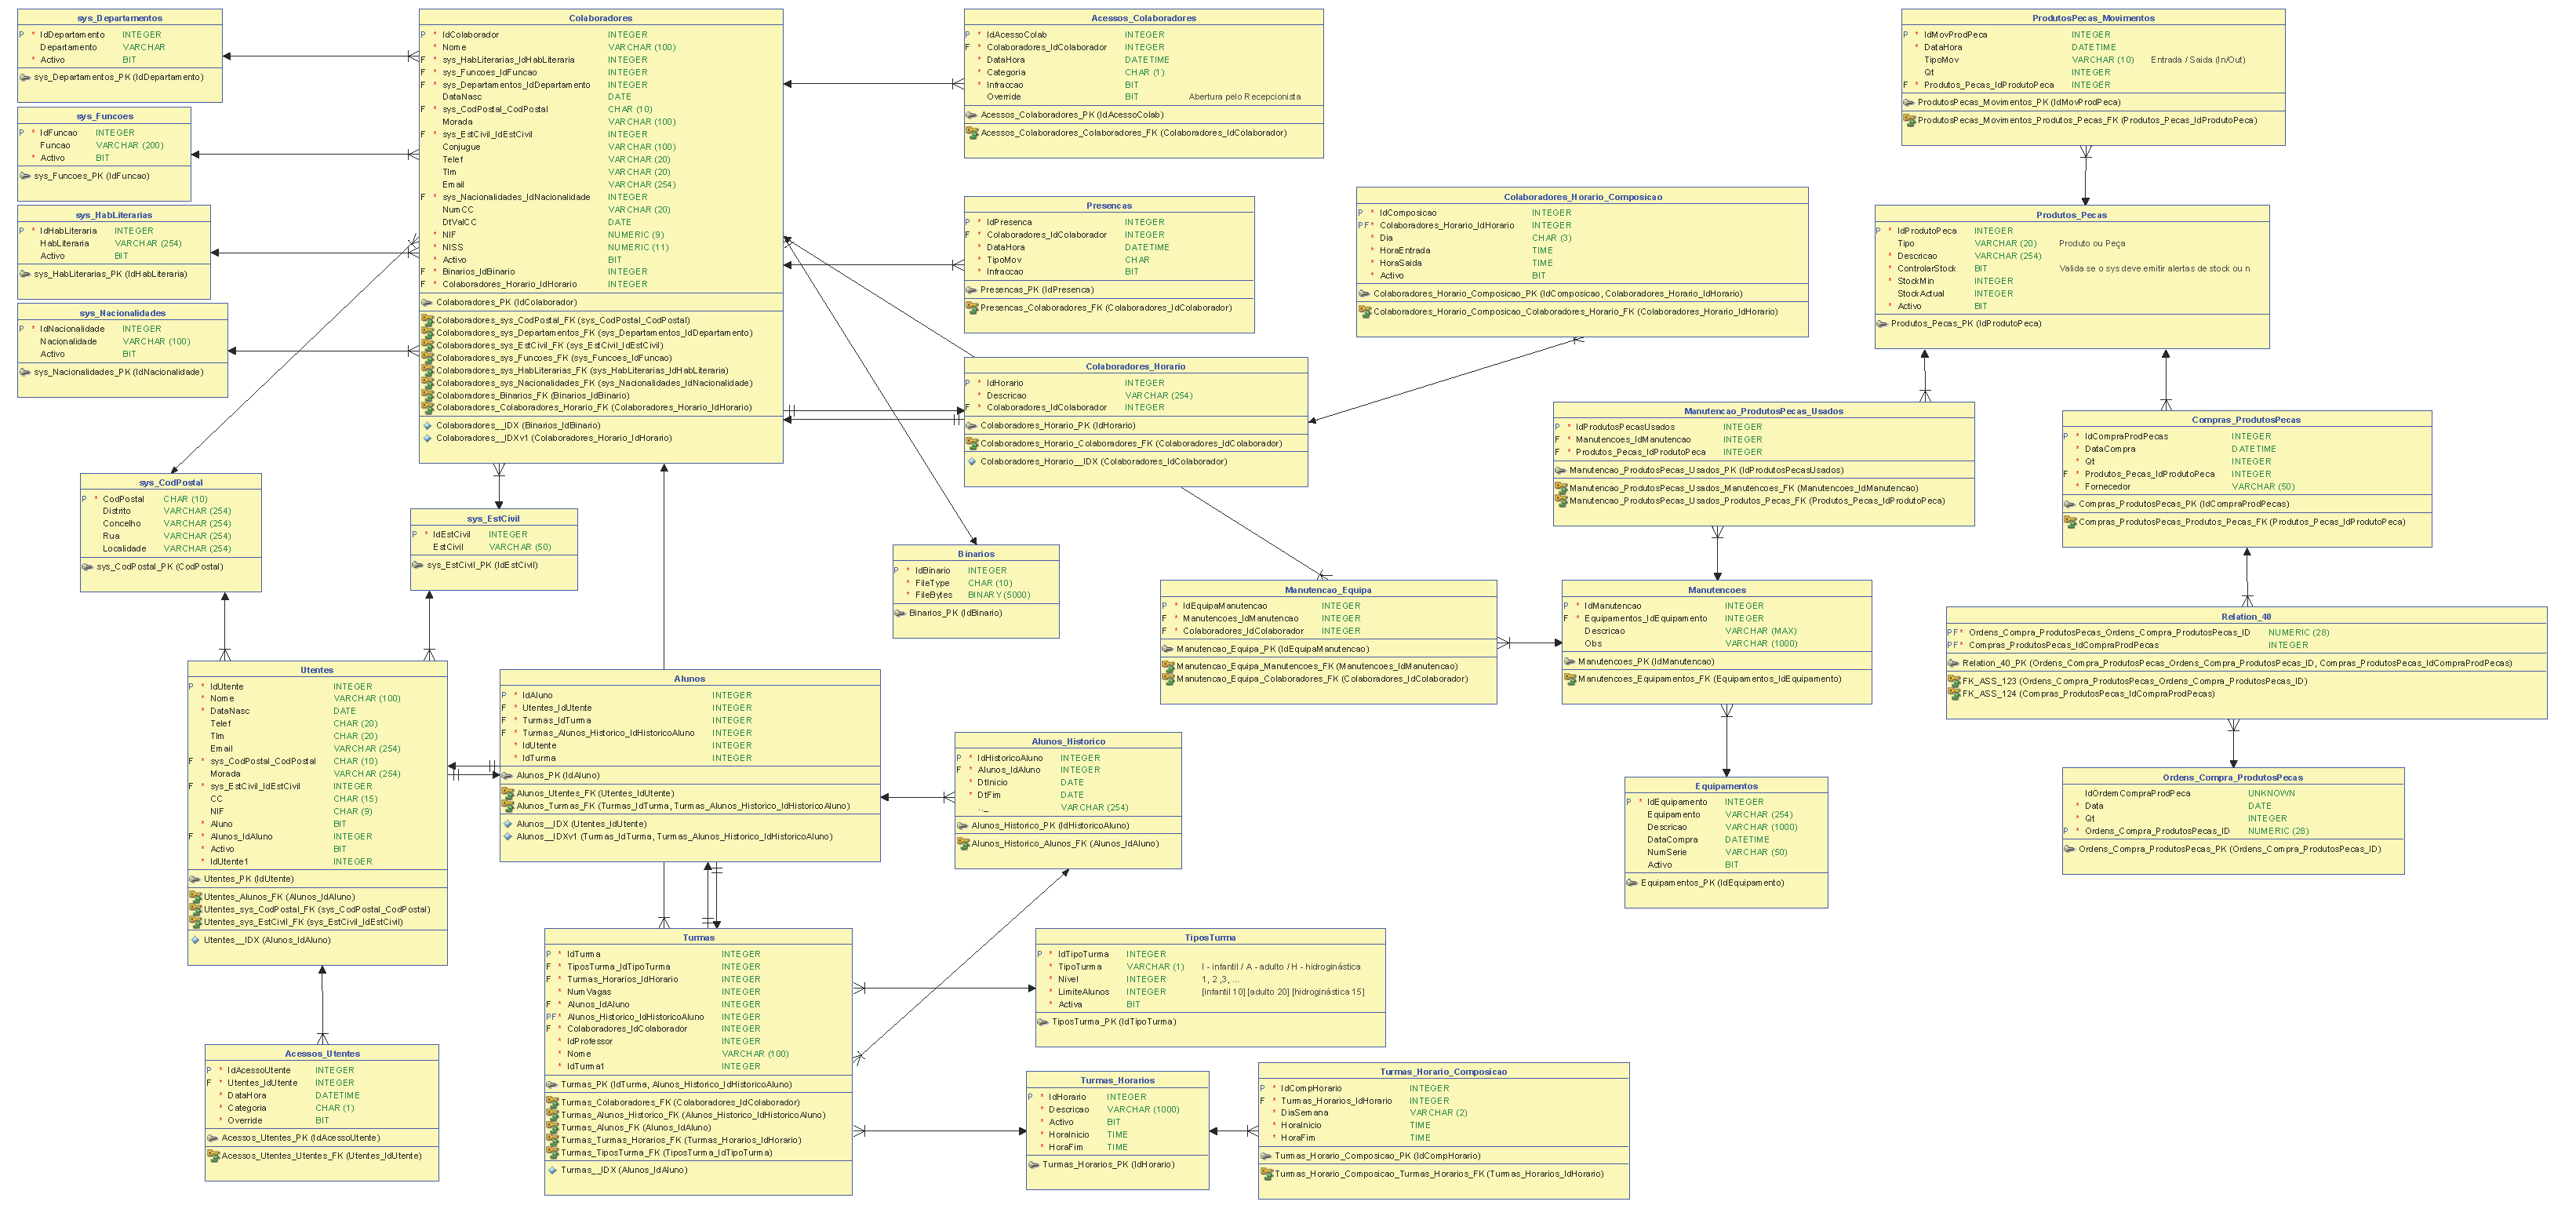 sys_Departamentos
P * IdDepartamento INTEGER
Departamento VARCHAR
* Activo BIT
sys_Departamentos_PK (IdDepartamento)
sys_Funcoes
P * IdFuncao INTEGER
Funcao VARCHAR (200)
* Activo BIT
sys_Funcoes_PK (IdFuncao)
sys_HabLiterarias
P * IdHabLiteraria INTEGER
HabLiteraria VARCHAR (254)
Activo BIT
sys_HabLiterarias_PK (IdHabLiteraria)
sys_Nacionalidades
P * IdNacionalidade INTEGER
Nacionalidade VARCHAR (100)
Activo BIT
sys_Nacionalidades_PK (IdNacionalidade)
Colaboradores
P * IdColaborador INTEGER
* Nome VARCHAR (100)
F * sys_HabLiterarias_IdHabLiteraria INTEGER
F * sys_Funcoes_IdFuncao INTEGER
F * sys_Departamentos_IdDepartamento INTEGER
DataNasc DATE
F * sys_CodPostal_CodPostal CHAR (10)
Morada VARCHAR (100)
F * sys_EstCivil_IdEstCivil INTEGER
Conjugue VARCHAR (100)
Telef VARCHAR (20)
Tlm VARCHAR (20)
Email VARCHAR (254)
F * sys_Nacionalidades_IdNacionalidade INTEGER
NumCC VARCHAR (20)
DtValCC DATE
* NIF NUMERIC (9)
* NISS NUMERIC (11)
* Activo BIT
F * Binarios_IdBinario INTEGER
F * Colaboradores_Horario_IdHorario INTEGER
Colaboradores_PK (IdColaborador)
Colaboradores_sys_CodPostal_FK (sys_CodPostal_CodPostal)
Colaboradores_sys_Departamentos_FK (sys_Departamentos_IdDepartamento)
Colaboradores_sys_EstCivil_FK (sys_EstCivil_IdEstCivil)
Colaboradores_sys_Funcoes_FK (sys_Funcoes_IdFuncao)
Colaboradores_sys_HabLiterarias_FK (sys_HabLiterarias_IdHabLiteraria)
Colaboradores_sys_Nacionalidades_FK (sys_Nacionalidades_IdNacionalidade)
Colaboradores_Binarios_FK (Binarios_IdBinario)
Colaboradores_Colaboradores_Horario_FK (Colaboradores_Horario_IdHorario)
Colaboradores__IDX (Binarios_IdBinario)
Colaboradores__IDXv1 (Colaboradores_Horario_IdHorario)
Acessos_Colaboradores
P * IdAcessoColab INTEGER
F * Colaboradores_IdColaborador INTEGER
* DataHora DATETIME
* Categoria CHAR (1)
* Infraccao BIT
Override BIT Abertura pelo Recepcionista
Acessos_Colaboradores_PK (IdAcessoColab)
Acessos_Colaboradores_Colaboradores_FK (Colaboradores_IdColaborador)
Presencas
P * IdPresenca INTEGER
F * Colaboradores_IdColaborador INTEGER
* DataHora DATETIME
* TipoMov CHAR
* Infraccao BIT
Presencas_PK (IdPresenca)
Presencas_Colaboradores_FK (Colaboradores_IdColaborador)
Colaboradores_Horario_Composicao
P * IdComposicao INTEGER
PF * Colaboradores_Horario_IdHorario INTEGER
* Dia CHAR (3)
* HoraEntrada TIME
* HoraSaida TIME
* Activo BIT
Colaboradores_Horario_Composicao_PK (IdComposicao, Colaboradores_Horario_IdHorario)
Colaboradores_Horario_Composicao_Colaboradores_Horario_FK (Colaboradores_Horario_IdHorario)
Colaboradores_Horario
P * IdHorario INTEGER
* Descricao VARCHAR (254)
F * Colaboradores_IdColaborador INTEGER
Colaboradores_Horario_PK (IdHorario)
Colaboradores_Horario_Colaboradores_FK (Colaboradores_IdColaborador)
Colaboradores_Horario__IDX (Colaboradores_IdColaborador)
ProdutosPecas_Movimentos
P * IdMovProdPeca INTEGER
* DataHora DATETIME
TipoMov VARCHAR (10) Entrada / Saida (In/Out)
Qt INTEGER
F * Produtos_Pecas_IdProdutoPeca INTEGER
ProdutosPecas_Movimentos_PK (IdMovProdPeca)
ProdutosPecas_Movimentos_Produtos_Pecas_FK (Produtos_Pecas_IdProdutoPeca)
Produtos_Pecas
P * IdProdutoPeca INTEGER
Tipo VARCHAR (20) Produto ou Peça
* Descricao VARCHAR (254)
* ControlarStock BIT Valida se o sys deve emitir alertas de stock ou n
* StockMin INTEGER
StockActual INTEGER
* Activo BIT
Produtos_Pecas_PK (IdProdutoPeca)
Manutencao_ProdutosPecas_Usados
P * IdProdutosPecasUsados INTEGER
F * Manutencoes_IdManutencao INTEGER
F * Produtos_Pecas_IdProdutoPeca INTEGER
Manutencao_ProdutosPecas_Usados_PK (IdProdutosPecasUsados)
Manutencao_ProdutosPecas_Usados_Manutencoes_FK (Manutencoes_IdManutencao)
Manutencao_ProdutosPecas_Usados_Produtos_Pecas_FK (Produtos_Pecas_IdProdutoPeca)
Compras_ProdutosPecas
P * IdCompraProdPecas INTEGER
* DataCompra DATETIME
* Qt INTEGER
F * Produtos_Pecas_IdProdutoPeca INTEGER
* Fornecedor VARCHAR (50)
Compras_ProdutosPecas_PK (IdCompraProdPecas)
Compras_ProdutosPecas_Produtos_Pecas_FK (Produtos_Pecas_IdProdutoPeca)
sys_CodPostal
P * CodPostal CHAR (10)
Distrito VARCHAR (254)
Concelho VARCHAR (254)
Rua VARCHAR (254)
Localidade VARCHAR (254)
sys_CodPostal_PK (CodPostal)
sys_EstCivil
P * IdEstCivil INTEGER
EstCivil VARCHAR (50)
sys_EstCivil_PK (IdEstCivil)
Binarios
P * IdBinario INTEGER
* FileType CHAR (10)
* FileBytes BINARY (5000)
Binarios_PK (IdBinario)
Manutencao_Equipa
P * IdEquipaManutencao INTEGER
F * Manutencoes_IdManutencao INTEGER
F * Colaboradores_IdColaborador INTEGER
Manutencao_Equipa_PK (IdEquipaManutencao)
Manutencao_Equipa_Manutencoes_FK (Manutencoes_IdManutencao)
Manutencao_Equipa_Colaboradores_FK (Colaboradores_IdColaborador)
Manutencoes
P * IdManutencao INTEGER
F * Equipamentos_IdEquipamento INTEGER
Descricao VARCHAR (MAX)
Obs VARCHAR (1000)
Manutencoes_PK (IdManutencao)
Manutencoes_Equipamentos_FK (Equipamentos_IdEquipamento)
Relation_40
PF * Ordens_Compra_ProdutosPecas_Ordens_Compra_ProdutosPecas_ID NUMERIC (28)
PF * Compras_ProdutosPecas_IdCompraProdPecas INTEGER
Relation_40_PK (Ordens_Compra_ProdutosPecas_Ordens_Compra_ProdutosPecas_ID, Compras_ProdutosPecas_IdCompraProdPecas)
FK_ASS_123 (Ordens_Compra_ProdutosPecas_Ordens_Compra_ProdutosPecas_ID)
FK_ASS_124 (Compras_ProdutosPecas_IdCompraProdPecas)
Utentes
P * IdUtente INTEGER
* Nome VARCHAR (100)
* DataNasc DATE
Telef CHAR (20)
Tlm CHAR (20)
Email VARCHAR (254)
F * sys_CodPostal_CodPostal CHAR (10)
Morada VARCHAR (254)
F * sys_EstCivil_IdEstCivil INTEGER
CC CHAR (15)
NIF CHAR (9)
* Aluno BIT
F * Alunos_IdAluno INTEGER
* Activo BIT
* IdUtente1 INTEGER
Utentes_PK (IdUtente)
Utentes_Alunos_FK (Alunos_IdAluno)
Utentes_sys_CodPostal_FK (sys_CodPostal_CodPostal)
Utentes_sys_EstCivil_FK (sys_EstCivil_IdEstCivil)
Utentes__IDX (Alunos_IdAluno)
Alunos
P * IdAluno INTEGER
F * Utentes_IdUtente INTEGER
F * Turmas_IdTurma INTEGER
F * Turmas_Alunos_Historico_IdHistoricoAluno INTEGER
* IdUtente INTEGER
* IdTurma INTEGER
Alunos_PK (IdAluno)
Alunos_Utentes_FK (Utentes_IdUtente)
Alunos_Turmas_FK (Turmas_IdTurma, Turmas_Alunos_Historico_IdHistoricoAluno)
Alunos__IDX (Utentes_IdUtente)
Alunos__IDXv1 (Turmas_IdTurma, Turmas_Alunos_Historico_IdHistoricoAluno)
Alunos_Historico
P * IdHistoricoAluno INTEGER
F * Alunos_IdAluno INTEGER
* DtInicio DATE
* DtFim DATE
.._ VARCHAR (254)
Alunos_Historico_PK (IdHistoricoAluno)
Alunos_Historico_Alunos_FK (Alunos_IdAluno)
Equipamentos
P * IdEquipamento INTEGER
Equipamento VARCHAR (254)
Descricao VARCHAR (1000)
DataCompra DATETIME
NumSerie VARCHAR (50)
Activo BIT
Equipamentos_PK (IdEquipamento)
Ordens_Compra_ProdutosPecas
IdOrdemCompraProdPeca UNKNOWN
* Data DATE
* Qt INTEGER
P * Ordens_Compra_ProdutosPecas_ID NUMERIC (28)
Ordens_Compra_ProdutosPecas_PK (Ordens_Compra_ProdutosPecas_ID)
Turmas
P * IdTurma INTEGER
F * TiposTurma_IdTipoTurma INTEGER
F * Turmas_Horarios_IdHorario INTEGER
* NumVagas INTEGER
F * Alunos_IdAluno INTEGER
PF * Alunos_Historico_IdHistoricoAluno INTEGER
F * Colaboradores_IdColaborador INTEGER
* IdProfessor INTEGER
* Nome VARCHAR (100)
* IdTurma1 INTEGER
Turmas_PK (IdTurma, Alunos_Historico_IdHistoricoAluno)
Turmas_Colaboradores_FK (Colaboradores_IdColaborador)
Turmas_Alunos_Historico_FK (Alunos_Historico_IdHistoricoAluno)
Turmas_Alunos_FK (Alunos_IdAluno)
Turmas_Turmas_Horarios_FK (Turmas_Horarios_IdHorario)
Turmas_TiposTurma_FK (TiposTurma_IdTipoTurma)
Turmas__IDX (Alunos_IdAluno)
TiposTurma
P * IdTipoTurma INTEGER
* TipoTurma VARCHAR (1) I - infantil / A - adulto / H - hidroginástica
* Nivel INTEGER 1, 2 ,3, ...
* LimiteAlunos INTEGER [infantil 10] [adulto 20] [hidroginástica 15]
* Activa BIT
TiposTurma_PK (IdTipoTurma)
Acessos_Utentes
P * IdAcessoUtente INTEGER
F * Utentes_IdUtente INTEGER
* DataHora DATETIME
* Categoria CHAR (1)
* Override BIT
Acessos_Utentes_PK (IdAcessoUtente)
Acessos_Utentes_Utentes_FK (Utentes_IdUtente)
Turmas_Horarios
P * IdHorario INTEGER
* Descricao VARCHAR (1000)
* Activo BIT
* HoraInicio TIME
* HoraFim TIME
Turmas_Horarios_PK (IdHorario)
Turmas_Horario_Composicao
P * IdCompHorario INTEGER
F * Turmas_Horarios_IdHorario INTEGER
* DiaSemana VARCHAR (2)
* HoraInicio TIME
* HoraFim TIME
Turmas_Horario_Composicao_PK (IdCompHorario)
Turmas_Horario_Composicao_Turmas_Horarios_FK (Turmas_Horarios_IdHorario)